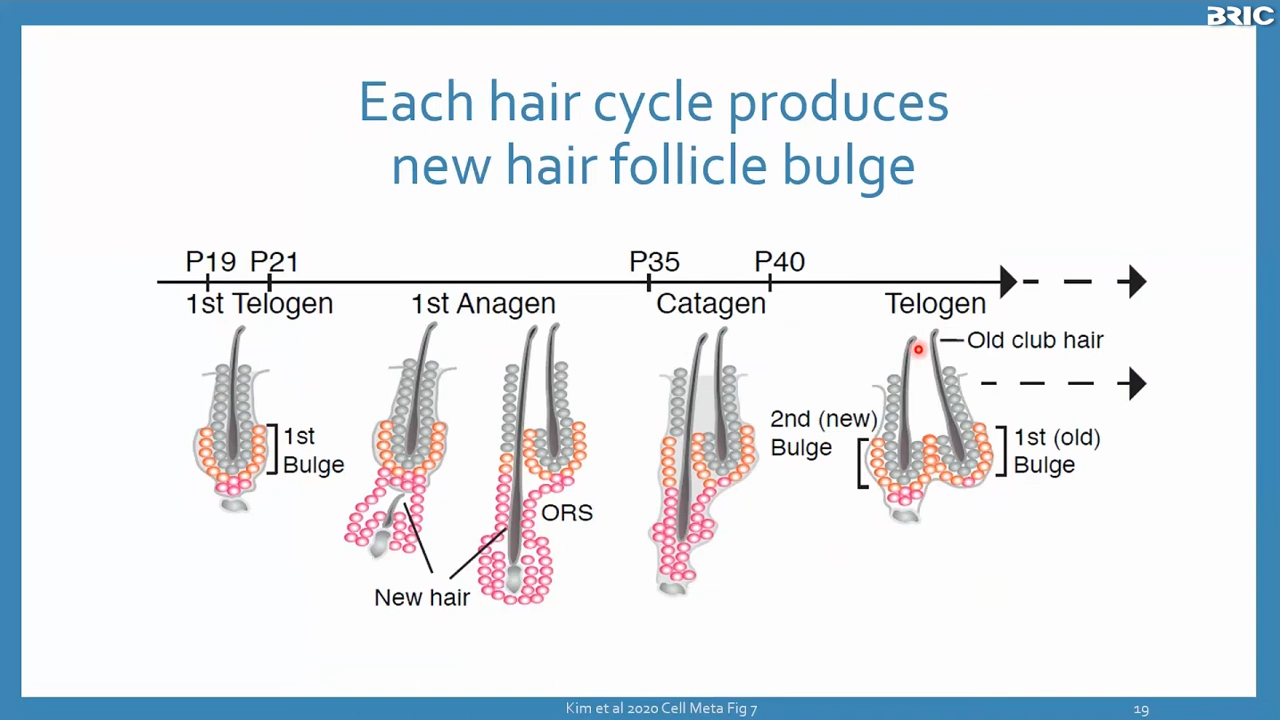 BRIC
Each hair cycle produces
new hair follicle bulge
P19 P21 P35 P40
1st Telogen 1st Anagen Catagen Telogen
Old club hair
1st
Bulge
2nd (new)
Bulge
1st (old)
Bulge
ORS
New hair
Kim et al 2020 Cell Meta Fig 7
19